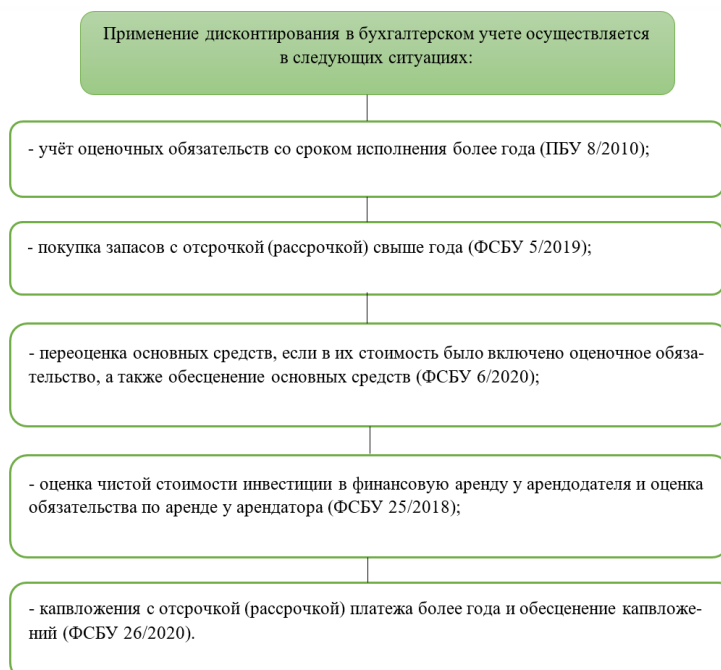 Применение дисконтирования в бухгалтерском учете осуществляется
в следующих ситуациях:
- учёт оценочных обязательств со сроком исполнения более года (ПБУ 8/2010);
- покупка запасов с отсрочкой (рассрочкой) свыше года (ФСБУ 5/2019);
- переоценка основных средств, если в их стоимость было включено оценочное обяза-
тельство, а также обесценение основных средств (ФСБУ 6/2020);
- оценка чистой стоимости инвестиции в финансовую аренду у арендодателя и оценка
обязательства по аренде у арендатора (ФСБУ 25/2018);
- капвложения с отсрочкой (рассрочкой) платежа более года и обесценение капвложе-
ний (ФСБУ 26/2020).